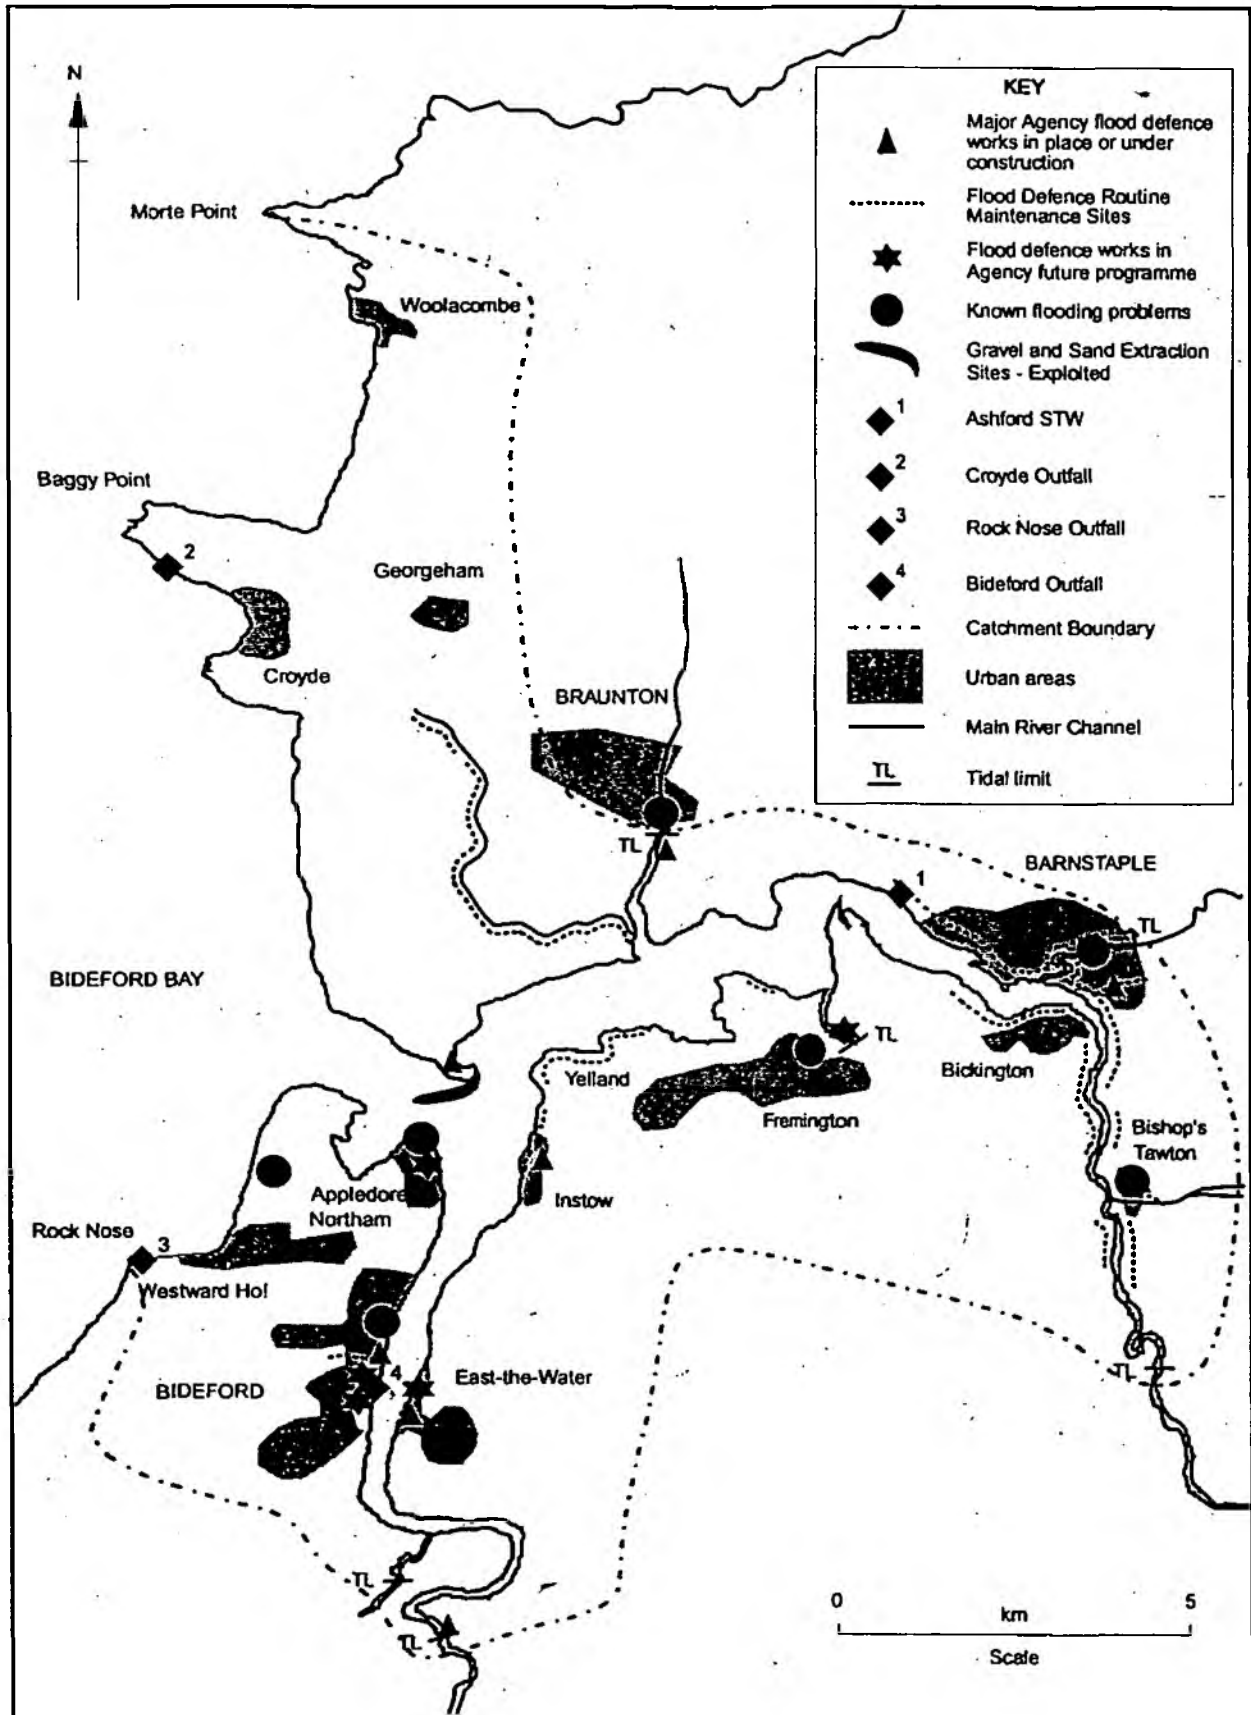 N
KEY
Major Agency flood defence
works in place or under
construction
Flood Defence Routine
Maintenance Sites
Flood defence works in
Agency future programme
Known flooding problems
Gravel and Sand Extraction
Sites - Exploited
1
Ashford STW
2
Croyde Outfall
3
Rock Nose Outfall
4
Bideford Outfall
Catchment Boundary
Urban areas
Main River Channel
TL
Tidal limit
Morte Point
Woolacombe
Baggy Point
2
Georgeham
Croyde
BRAUNTON
TL
BARNSTAPLE
1
TL
BIDEFORD BAY
TL
Yelland
Bickington
Fremington
Bishop's
Tawton
Appledore
Northam
Instow
Rock Nose
3
Westward Ho!
4
East-the-Water
BIDEFORD
TL
TL
TL
0
5
km
Scale